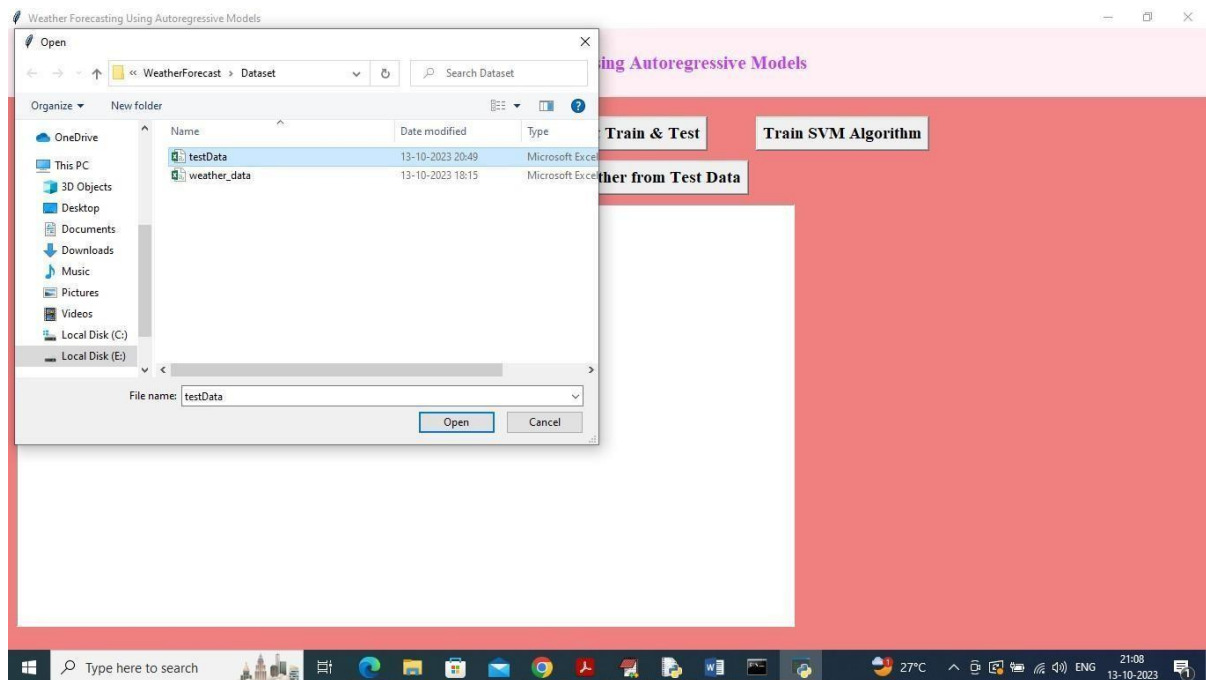 Weather Forecasting Using Autoregressive Models
Open
ing Autoregressive Models
« WeatherForecast › Dataset
Search Dataset
Organize
New folder
Name
Date modified
Type
Train & Test
Train SVM Algorithm
OneDrive
This PC
3D Objects
Desktop
Documents
Downloads
Music
Pictures
Videos
Local Disk (C:)
Local Disk (E:)
testData 13-10-2023 20:49 Microsoft Excel
weather_data 13-10-2023 18:15 Microsoft Excel
ther from Test Data
File name: testData
Open
Cancel
Type here to search
27°C
ENG
21:08
13-10-2023
1